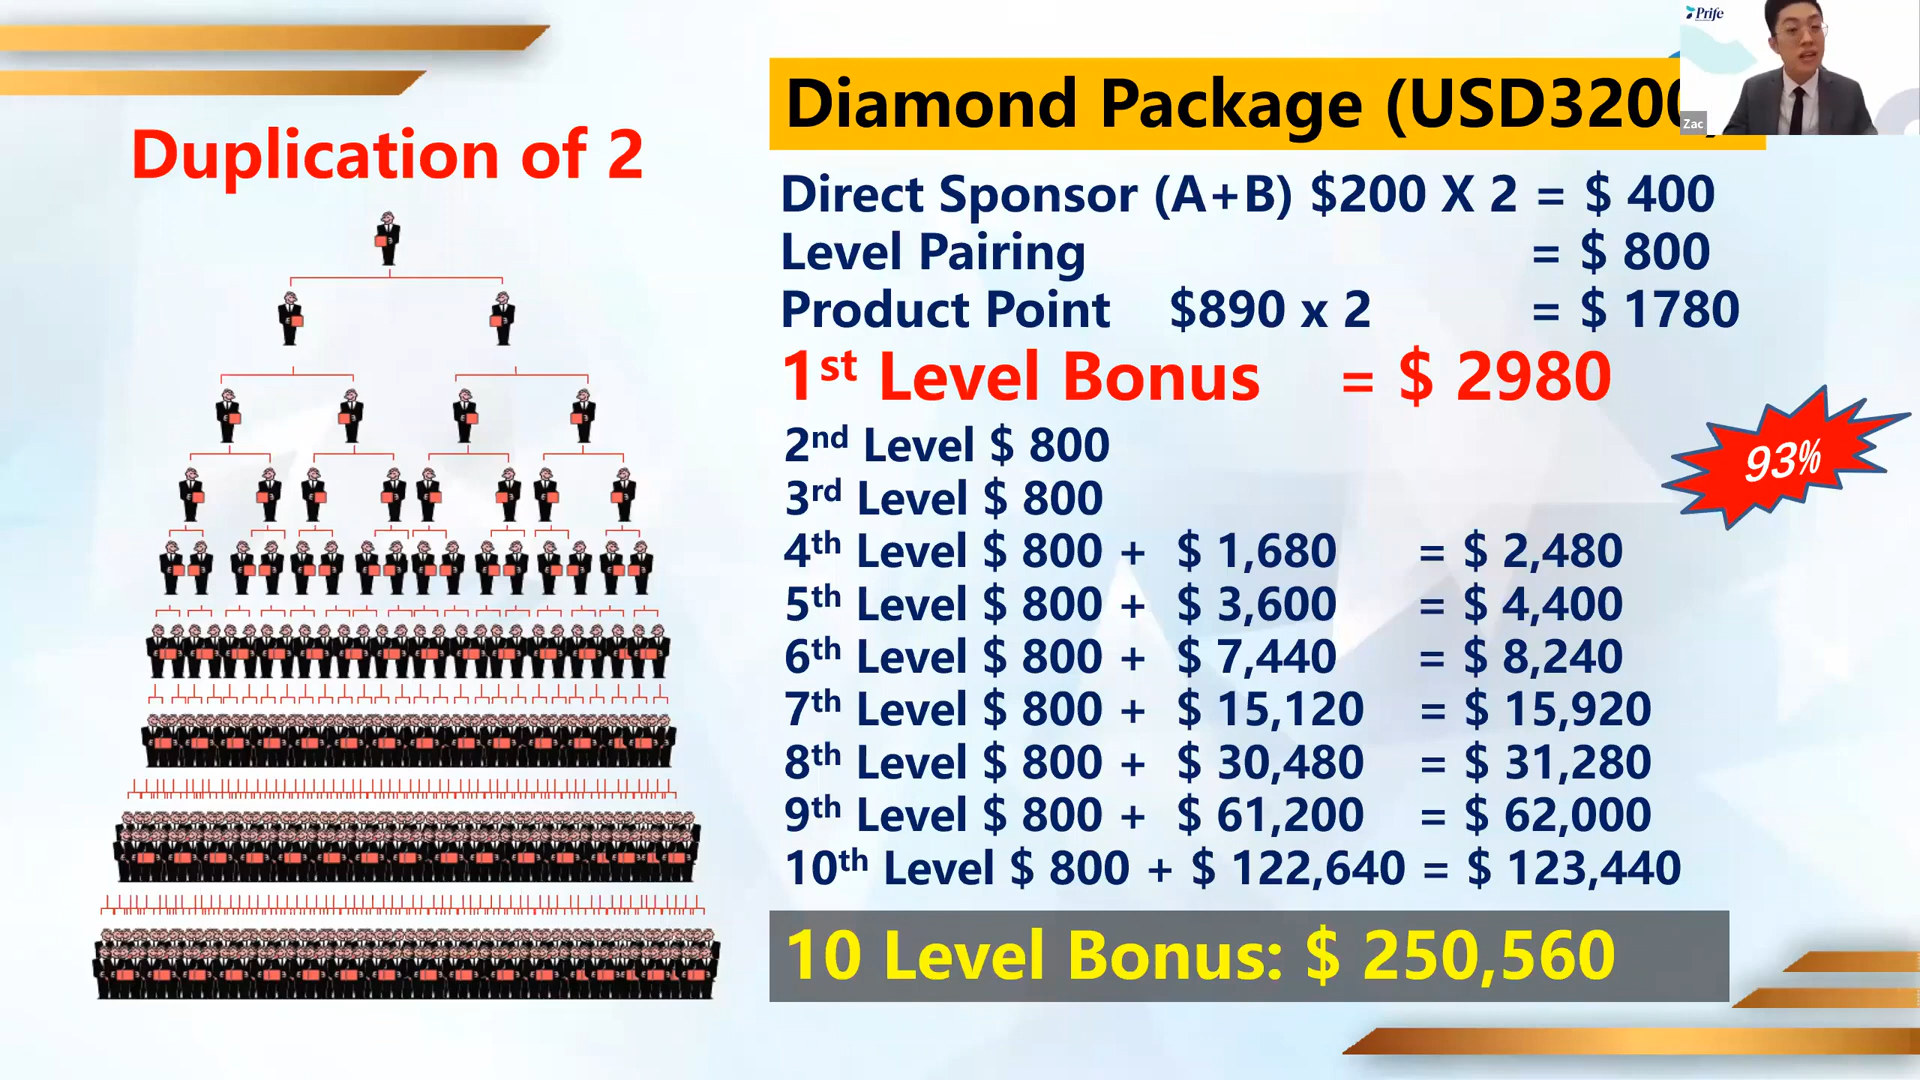 Prife
Zac
Duplication of 2
Diamond Package (USD3200
Direct Sponsor (A+B) $200 X 2 = $ 400
Level Pairing = $ 800
Product Point $890 x 2 = $ 1780
1st Level Bonus = $ 2980
93%
2nd Level $ 800
3rd Level $ 800
4th Level $ 800 + $ 1,680 = $ 2,480
5th Level $ 800 + $ 3,600 = $ 4,400
6th Level $ 800 + $ 7,440 = $ 8,240
7th Level $ 800 + $ 15,120 = $ 15,920
8th Level $ 800 + $ 30,480 = $ 31,280
9th Level $ 800 + $ 61,200 = $ 62,000
10th Level $ 800 + $ 122,640 = $ 123,440
10 Level Bonus: $ 250,560